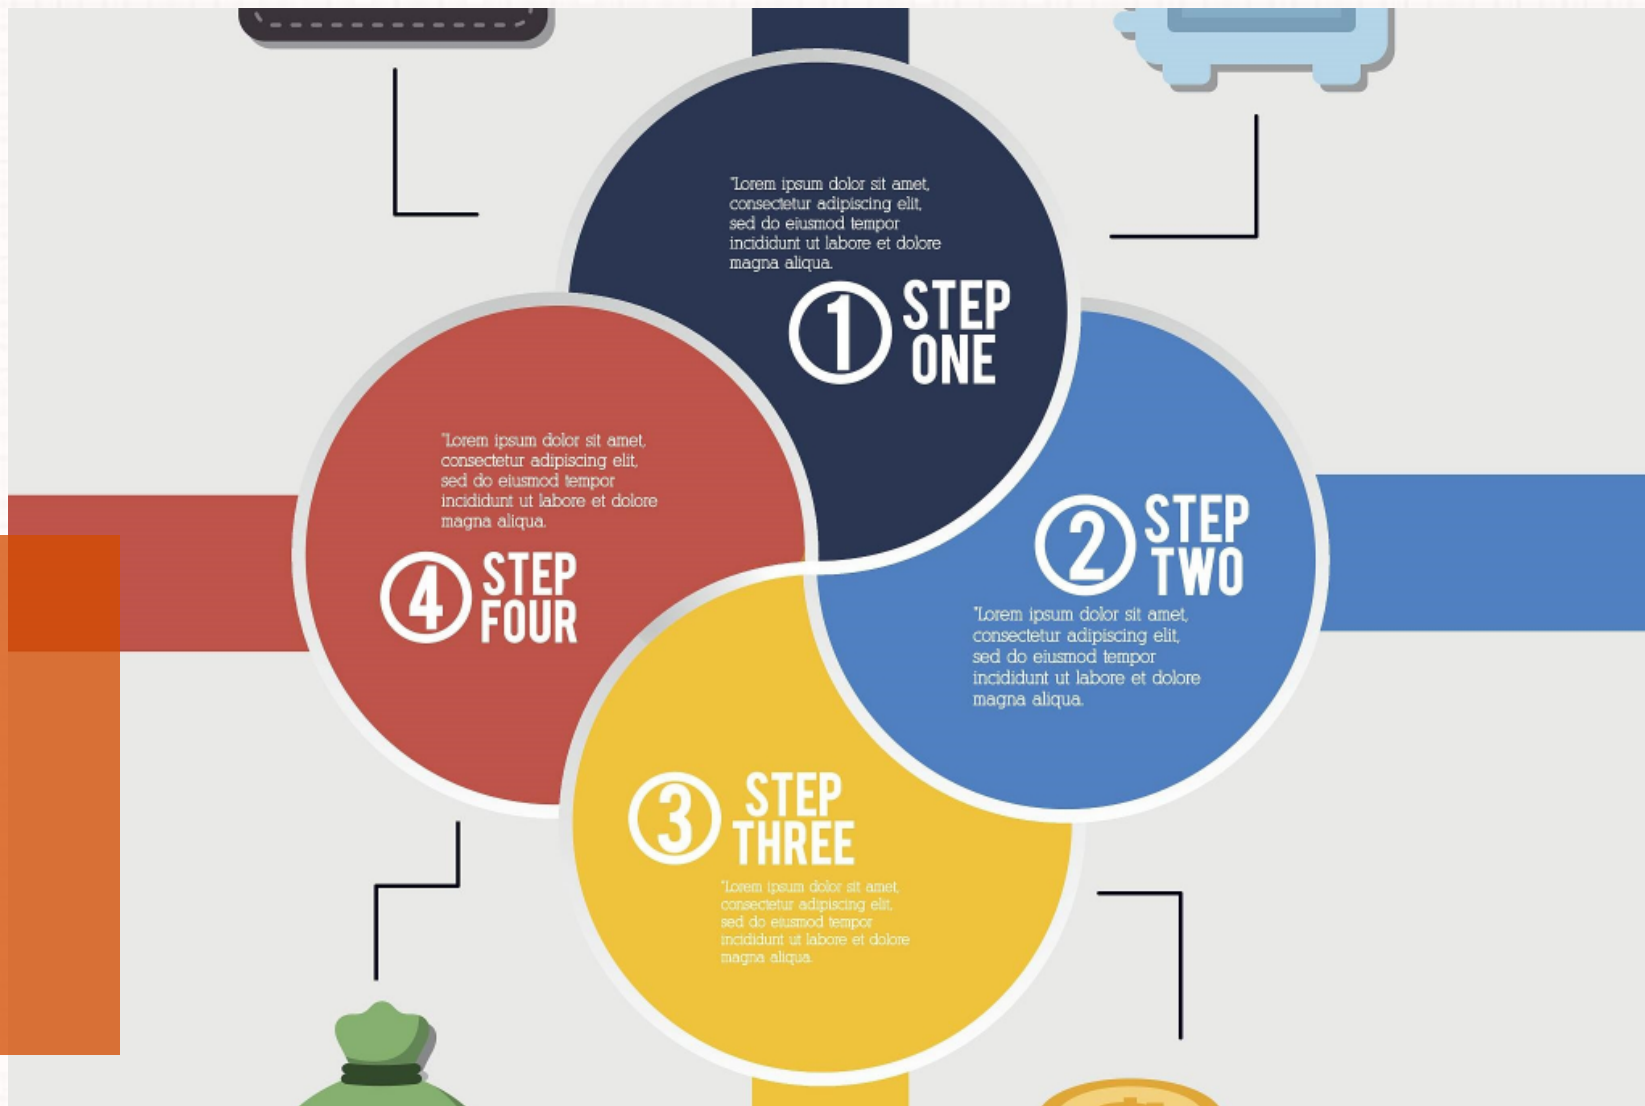 "Lorem ipsum dolor sit amet,
consectetur adipiscing elit,
sed do eiusmod tempor
incididunt ut labore et dolore
magna aliqua.
1 STEP
ONE
2 STEP
TWO
"Lorem ipsum dolor sit amet,
consectetur adipiscing elit,
sed do eiusmod tempor
incididunt ut labore et dolore
magna aliqua.
3 STEP
THREE
"Lorem ipsum dolor sit amet,
consectetur adipiscing elit,
sed do eiusmod tempor
incididunt ut labore et dolore
magna aliqua.
"Lorem ipsum dolor sit amet,
consectetur adipiscing elit,
sed do eiusmod tempor
incididunt ut labore et dolore
magna aliqua.
4 STEP
FOUR